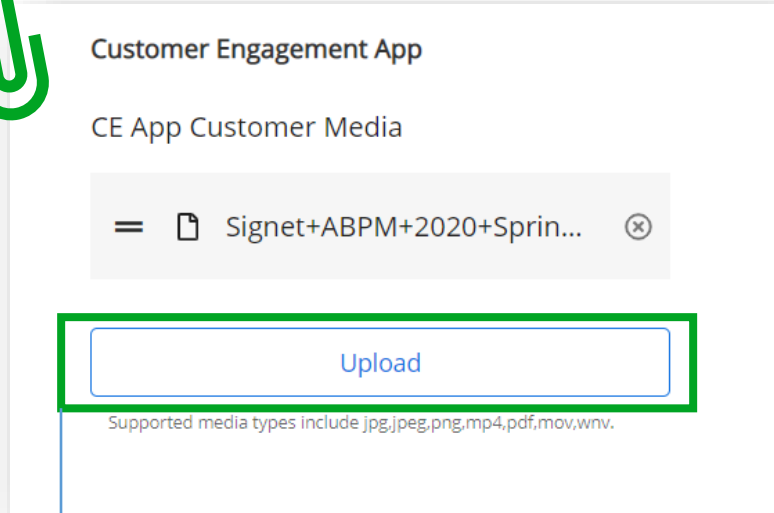 Customer Engagement App
CE App Customer Media
Signet+ABPM+2020+Sprin...
Upload
Supported media types include jpg,jpeg,png,mp4,pdf,mov,wnv.